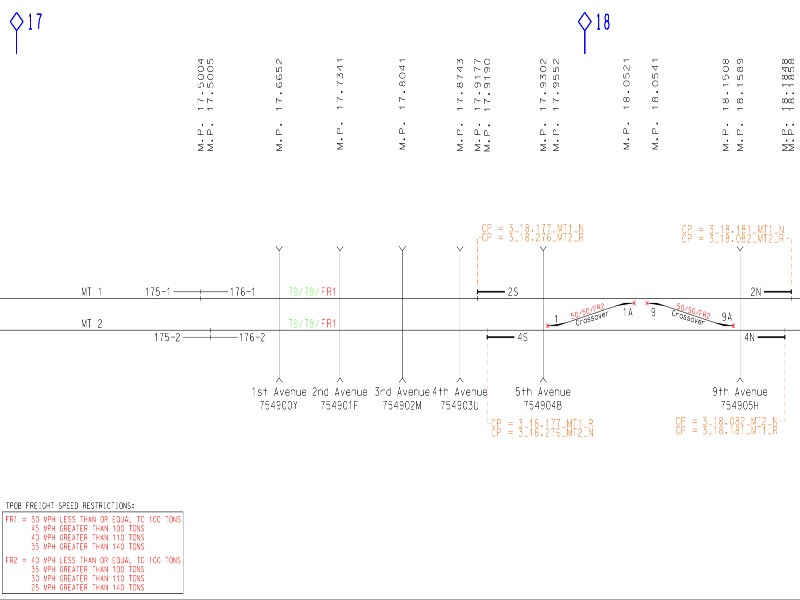 17
18
M.P. 17.5004
M.P. 17.5005
M.P. 17.6652
M.P. 17.7341
M.P. 17.8041
M.P. 17.8743
M.P. 17.9177
M.P. 17.9190
M.P. 17.9302
M.P. 17.9552
M.P. 18.0521
M.P. 18.0541
M.P. 18.1508
M.P. 18.1589
M.P. 18.1848
M.P. 18.1858
CP = 3_18.177_MT1_N
CP = 3_18.276_MT2_R
CP = 3_18.181_MT1_N
CP = 3_18.082_MT2_R
MT 1
175-1
176-1
79/79/FR1
2S
2N
1
50/50/FR2
Crossover
1A
9
50/50/FR2
Crossover
9A
MT 2
79/79/FR1
175-2
176-2
4S
4N
1st Avenue
754900Y
2nd Avenue
754901F
3rd Avenue
754902M
4th Avenue
754903U
5th Avenue
754904B
9th Avenue
754905H
CP = 3_18.177_MT1_R
CP = 3_18.276_MT2_N
CP = 3_18.082_MT2_N
CP = 3_18.181_MT1_R
TPOB FREIGHT SPEED RESTRICTIONS:
FR1 = 50 MPH LESS THAN OR EQUAL TO 100 TONS
45 MPH GREATER THAN 100 TONS
40 MPH GREATER THAN 110 TONS
35 MPH GREATER THAN 140 TONS
FR2 = 40 MPH LESS THAN OR EQUAL TO 100 TONS
35 MPH GREATER THAN 100 TONS
30 MPH GREATER THAN 110 TONS
25 MPH GREATER THAN 140 TONS